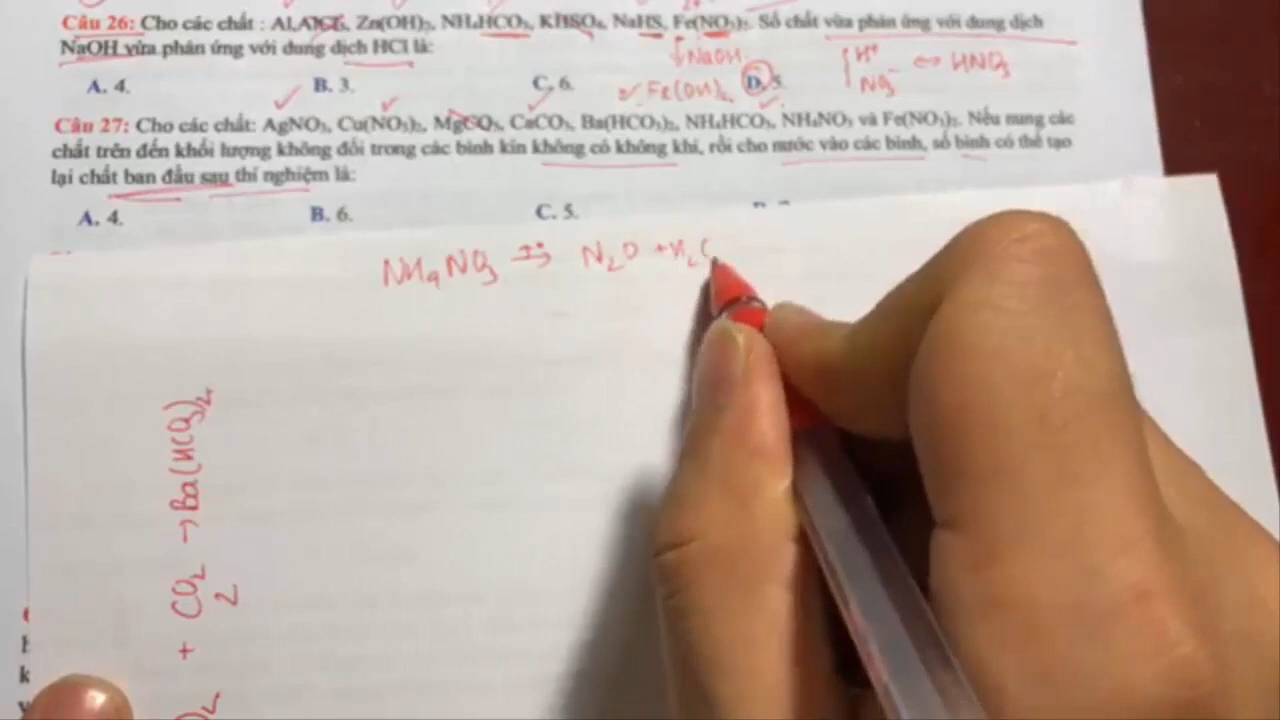 Câu 26: Cho các chất : Al, AlCl₃, Zn(OH)₂, NH₄HCO₃, KHSO₄, NaHS, Fe(NO₃)₂. Số chất vừa phản ứng với dung dịch
NaOH vừa phản ứng với dung dịch HCl là:
↓NaOH
H⁺
NO₃⁻ ⇔ HNO₃
A. 4. B. 3. C. 6. D. 5.
Fe(OH)₂
Câu 27: Cho các chất: AgNO₃, Cu(NO₃)₂, MgCO₃, CaCO₃, Ba(HCO₃)₂, NH₄HCO₃, NH₄NO₃ và Fe(NO₃)₂. Nếu nung các
chất trên đến khối lượng không đổi trong các bình kín không có không khí, rồi cho nước vào các bình, số bình có thể tạo
lại chất ban đầu sau thí nghiệm là:
A. 4. B. 6. C. 5.
NH₄NO₃ → N₂O + H₂O
+ CO₂ → Ba(HCO₃)₂
2